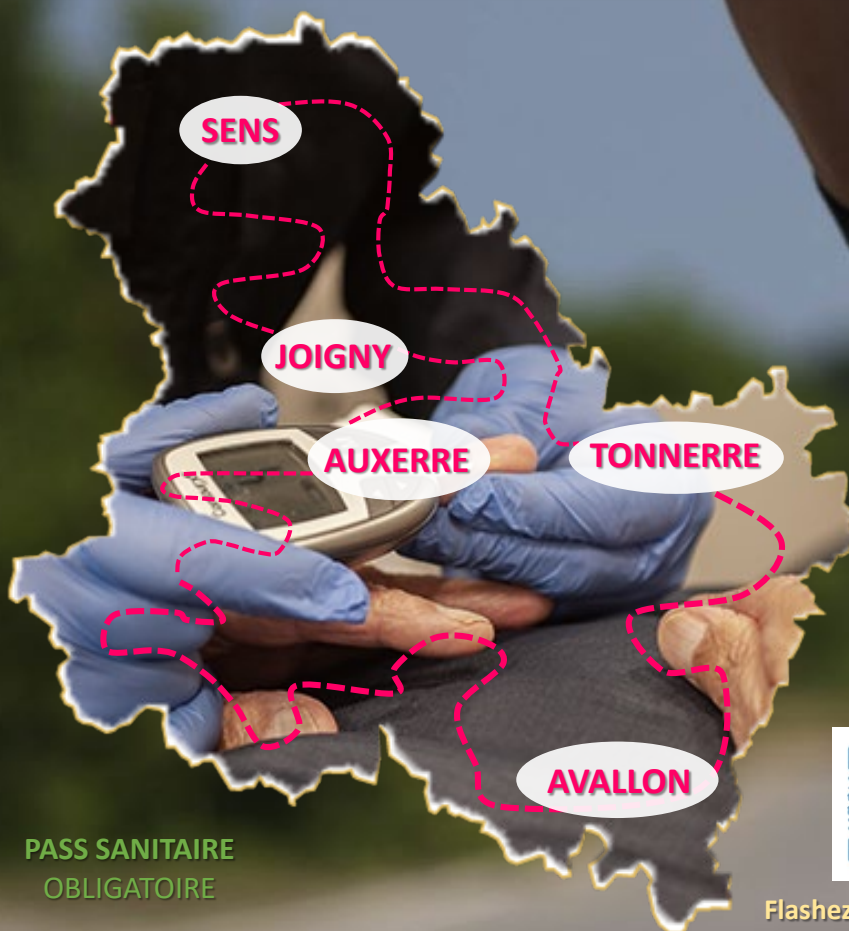 SENS
JOIGNY
AUXERRE
TONNERRE
AVALLON
PASS SANITAIRE
OBLIGATOIRE
Flashez